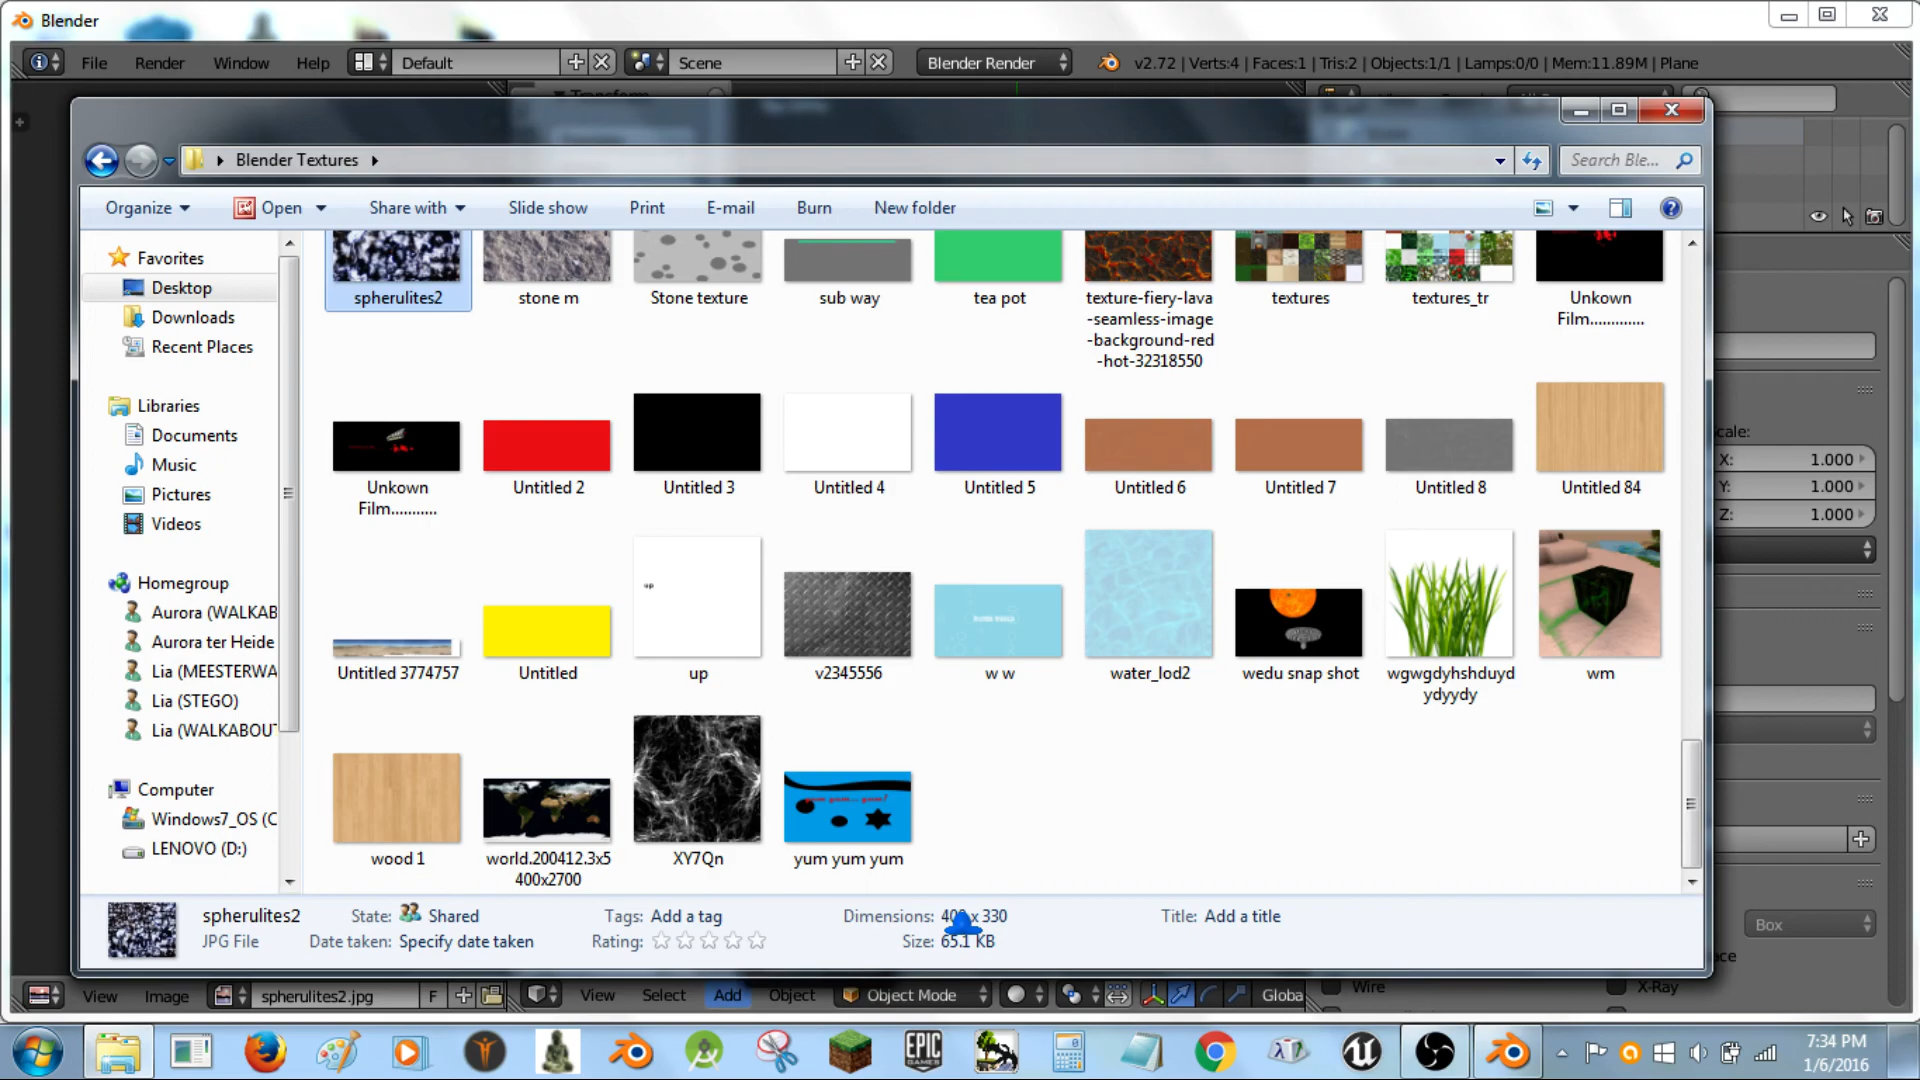 Blender
File Render Window Help Default Scene Blender Render v2.72 | Verts:4 | Faces:1 | Tris:2 | Objects:1/1 | Lamps:0/0 | Mem:11.89M | Plane
Blender Textures
Search Ble...
Organize Open Share with Slide show Print E-mail Burn New folder
Favorites
Desktop
Downloads
Recent Places
Libraries
Documents
Music
Pictures
Videos
Homegroup
Aurora (WALKAB
Aurora ter Heide
Lia (MEESTERWA
Lia (STEGO)
Lia (WALKABOUT
Computer
Windows7_OS (C
LENOVO (D:)
spherulites2
stone m
Stone texture
sub way
tea pot
texture-fiery-lava
-seamless-image
-background-red
-hot-32318550
textures
textures_tr
Unkown
Film.............
Unkown
Film...........
Untitled 2
Untitled 3
Untitled 4
Untitled 5
Untitled 6
Untitled 7
Untitled 8
Untitled 84
up
Untitled 3774757
Untitled
up
v2345556
w w
water_lod2
wedu snap shot
wgwgdyhshduyd
dyydy
wm
wood 1
world.200412.3x5
400x2700
XY7Qn
yum yum yum
cale:
X: 1.000
Y: 1.000
Z: 1.000
Box
spherulites2 State: Shared Tags: Add a tag Dimensions: 400 x 330 Title: Add a title
JPG File Date taken: Specify date taken Rating: Size: 65.1 KB
View Image spherulites2.jpg F View Select Add Object Object Mode Globa
Wire X-Ray
EPIC
GAMES
7:34 PM
1/6/2016